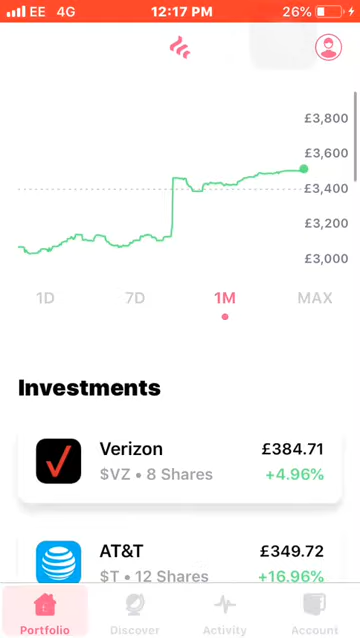 EE 4G 12:17 PM 26%
£3,800
£3,600
£3,400
£3,200
£3,000
1D 7D 1M MAX
Investments
Verizon £384.71
$VZ • 8 Shares +4.96%
AT&T £349.72
$T • 12 Shares +16.96%
Portfolio Discover Activity Account